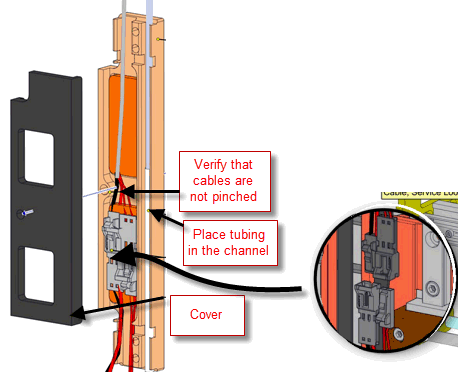 Cable, Service Loo
Verify that
cables are
not pinched
Place tubing
in the channel
Cover